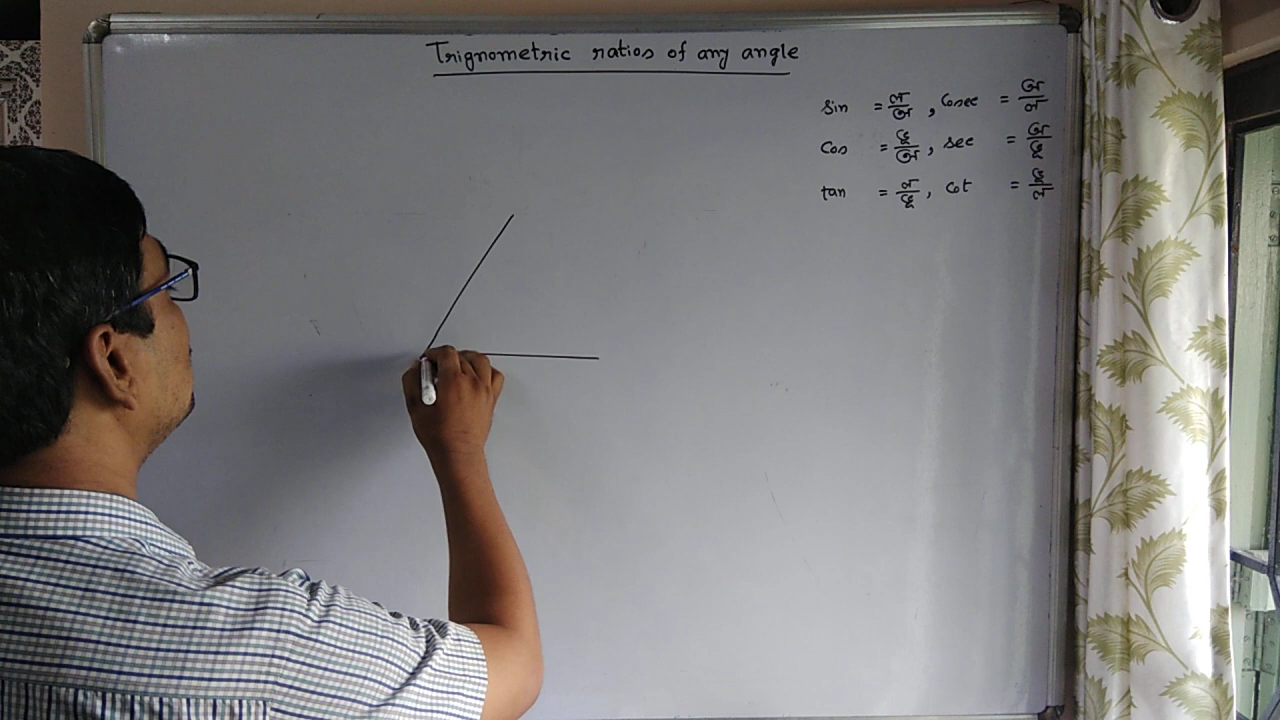 Trignometric ratios of any angle
sin = ल/अ , Cosec = अ/ल
Cos = भू/अ , sec = अ/भू
tan = ल/भू , Cot = भू/ल